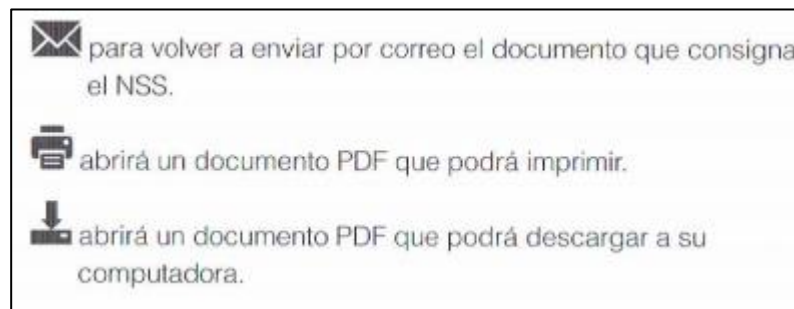 para volver a enviar por correo el documento que consigna
el NSS.
abrirá un documento PDF que podrá imprimir.
abrirá un documento PDF que podrá descargar a su
computadora.